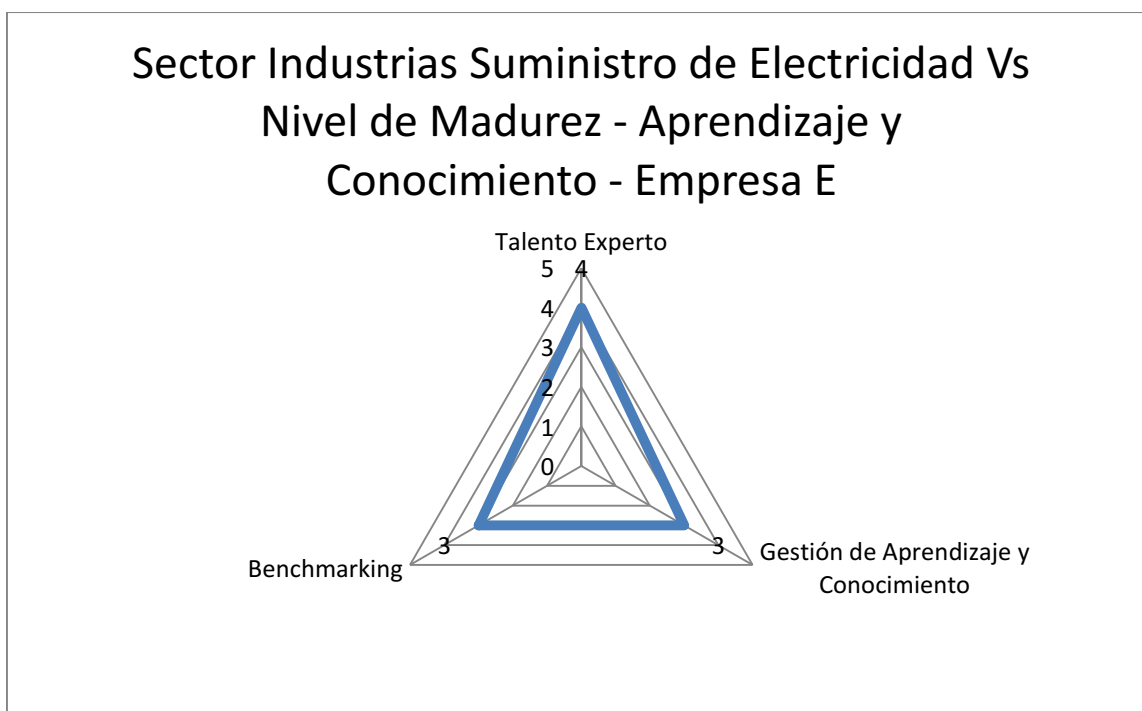 Sector Industrias Suministro de Electricidad Vs
Nivel de Madurez - Aprendizaje y
Conocimiento - Empresa E
Talento Experto
5 4
4
3
2
1
0
3
3
Benchmarking
Gestión de Aprendizaje y
Conocimiento